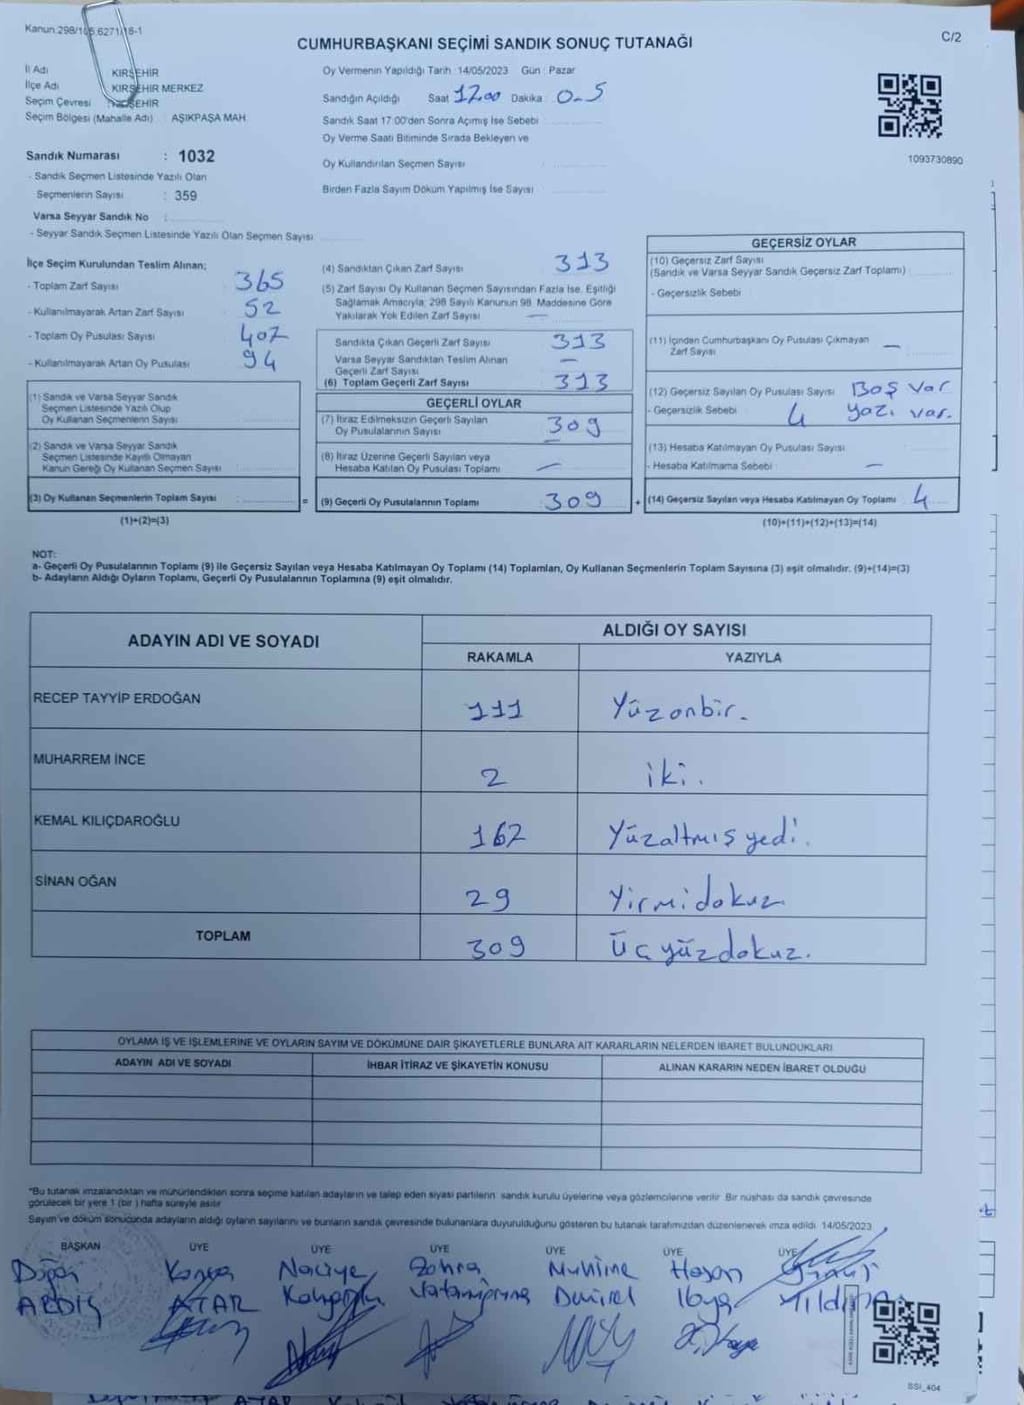 Kanun:298/105,6271/18-1
C/2
CUMHURBAŞKANI SEÇİMİ SANDIK SONUÇ TUTANAĞI
İl Adı KIRŞEHİR
İlçe Adı KIRŞEHİR MERKEZ
Seçim Çevresi KIRŞEHİR
Seçim Bölgesi (Mahalle Adı) : AŞIKPAŞA MAH.
Sandık Numarası : 1032
- Sandık Seçmen Listesinde Yazılı Olan
Seçmenlerin Sayısı : 359
Varsa Seyyar Sandık No :
- Seyyar Sandık Seçmen Listesinde Yazılı Olan Seçmen Sayısı
Oy Vermenin Yapıldığı Tarih :14/05/2023 Gün : Pazar
Sandığın Açıldığı Saat 17.00 Dakika : 0-5
Sandık Saat 17:00'den Sonra Açımış İse Sebebi
Oy Verme Saati Bitiminde Sırada Bekleyen ve
Oy Kullandırılan Seçmen Sayısı :
Birden Fazla Sayım Döküm Yapılmış İse Sayısı
1093730890
İlçe Seçim Kurulundan Teslim Alınan;
- Toplam Zarf Sayısı 365
- Kullanılmayarak Artan Zarf Sayısı 52
- Toplam Oy Pusulası Sayısı 407
- Kullanılmayarak Artan Oy Pusulası 94
(1) Sandık ve Varsa Seyyar Sandık
Seçmen Listesinde Yazılı Olup
Oy Kullanan Seçmenlerin Sayısı
(2) Sandık ve Varsa Seyyar Sandık
Seçmen Listesinde Kayıtlı Olmayan
Kanun Gereği Oy Kullanan Seçmen Sayısı
(3) Oy Kullanan Seçmenlerin Toplam Sayısı : =
(1)+(2)=(3)
(4) Sandıktan Çıkan Zarf Sayısı 313
(5) Zarf Sayısı Oy Kullanan Seçmen Sayısından Fazla İse, Eşitliği
Sağlamak Amacıyla; 298 Sayılı Kanunun 98. Maddesine Göre
Yakılarak Yok Edilen Zarf Sayısı —
Sandıkta Çıkan Geçerli Zarf Sayısı 313
Varsa Seyyar Sandıktan Teslim Alınan
Geçerli Zarf Sayısı —
(6) Toplam Geçerli Zarf Sayısı 313
GEÇERLİ OYLAR
(7) İtiraz Edilmeksizin Geçerli Sayılan
Oy Pusulalarının Sayısı 309
(8) İtiraz Üzerine Geçerli Sayılan veya
Hesaba Katılan Oy Pusulası Toplamı —
(9) Geçerli Oy Pusulalarının Toplamı 309 +
GEÇERSİZ OYLAR
(10) Geçersiz Zarf Sayısı
(Sandık ve Varsa Seyyar Sandık Geçersiz Zarf Toplamı)
- Geçersizlik Sebebi
(11) İçinden Cumhurbaşkanı Oy Pusulası Çıkmayan
Zarf Sayısı —
(12) Geçersiz Sayılan Oy Pusulası Sayısı Boş var
- Geçersizlik Sebebi 4 yazı var.
(13) Hesaba Katılmayan Oy Pusulası Sayısı
- Hesaba Katılmama Sebebi —
(14) Geçersiz Sayılan veya Hesaba Katılmayan Oy Toplamı 4
(10)+(11)+(12)+(13)=(14)
NOT:
a- Geçerli Oy Pusulalarının Toplamı (9) ile Geçersiz Sayılan veya Hesaba Katılmayan Oy Toplamı (14) Toplamları, Oy Kullanan Seçmenlerin Toplam Sayısına (3) eşit olmalıdır. (9)+(14)=(3)
b- Adayların Aldığı Oyların Toplamı, Geçerli Oy Pusulalarının Toplamına (9) eşit olmalıdır.
ADAYIN ADI VE SOYADI ALDIĞI OY SAYISI
RAKAMLA YAZIYLA
RECEP TAYYİP ERDOĞAN 111 Yüzonbir.
MUHARREM İNCE 2 iki.
KEMAL KILIÇDAROĞLU 167 Yüzaltmış yedi.
SİNAN OĞAN 29 Yirmidokuz
TOPLAM 309 Üçyüzdokuz.
OYLAMA İŞ VE İŞLEMLERİNE VE OYLARIN SAYIM VE DÖKÜMÜNE DAİR ŞİKAYETLERLE BUNLARA AİT KARARLARIN NELERDEN İBARET BULUNDUKLARI
ADAYIN ADI VE SOYADI İHBAR İTİRAZ VE ŞİKAYETİN KONUSU ALINAN KARARIN NEDEN İBARET OLDUĞU
*Bu tutanak imzalandıktan ve mühürlendikten sonra seçime katılan adayların ve talep eden siyasi partilerin sandık kurulu üyelerine veya gözlemcilerine verilir. Bir nüshası da sandık çevresinde
görülecek bir yere 1 (bir ) hafta süreyle asılır
Sayım ve döküm sonucunda adayların aldığı oyların sayılarını ve bunların sandık çevresinde bulunanlara duyurulduğunu gösteren bu tutanak tarafımızdan düzenlenerek imza edildi. 14/05/2023
BAŞKAN ÜYE ÜYE ÜYE ÜYE ÜYE ÜYE
Doğan Naciye Zohra Muhime Hasan
ARDIŞ ATAR Demirel Yıldırım
SSI_404